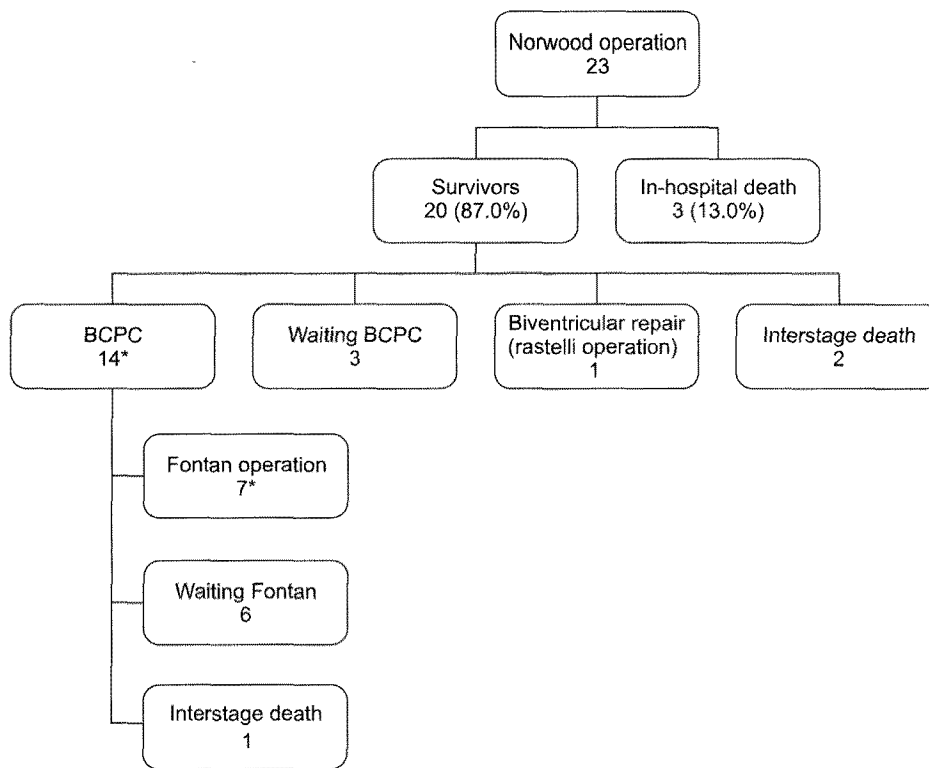 Norwood operation
23
Survivors
20 (87.0%)
In-hospital death
3 (13.0%)
BCPC
14*
Waiting BCPC
3
Biventricular repair
(rastelli operation)
1
Interstage death
2
Fontan operation
7*
Waiting Fontan
6
Interstage death
1